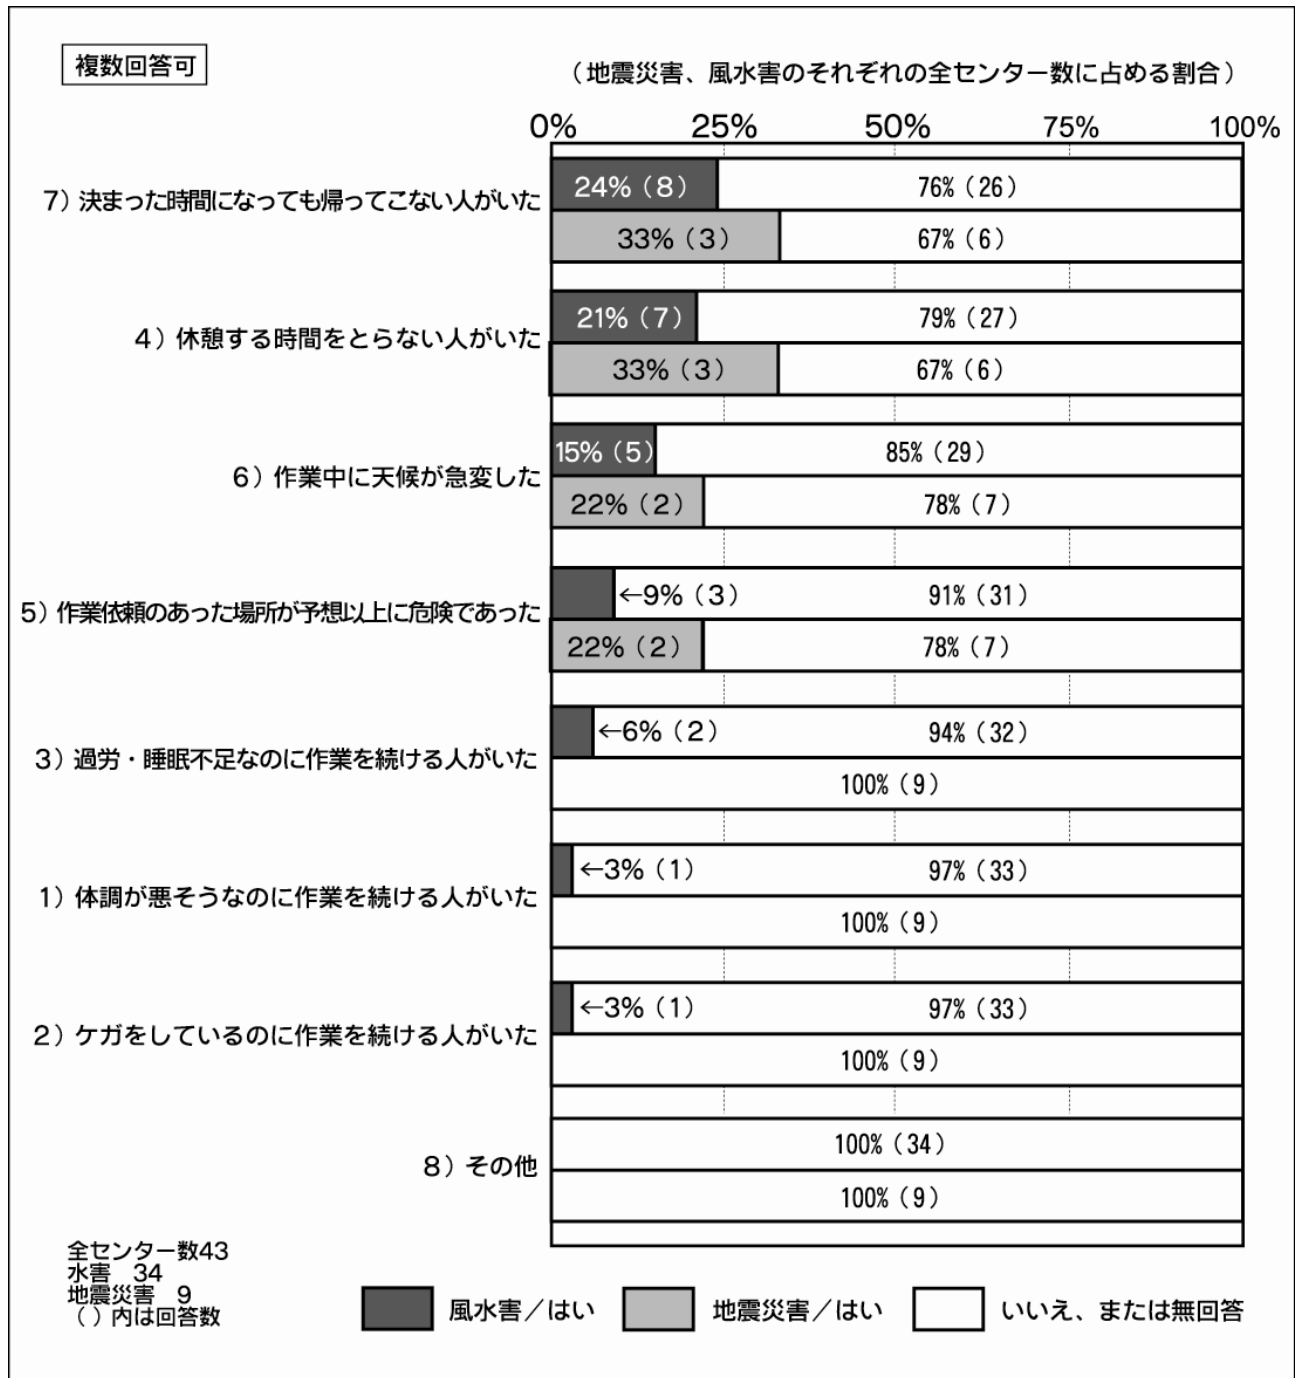 複数回答可
（地震災害、風水害のそれぞれの全センター数に占める割合）
0% 25% 50% 75% 100%
7）決まった時間になっても帰ってこない人がいた
24%（8） 76%（26）
33%（3） 67%（6）
4）休憩する時間をとらない人がいた
21%（7） 79%（27）
33%（3） 67%（6）
6）作業中に天候が急変した
15%（5） 85%（29）
22%（2） 78%（7）
5）作業依頼のあった場所が予想以上に危険であった
←9%（3） 91%（31）
22%（2） 78%（7）
3）過労・睡眠不足なのに作業を続ける人がいた
←6%（2） 94%（32）
100%（9）
1）体調が悪そうなのに作業を続ける人がいた
←3%（1） 97%（33）
100%（9）
2）ケガをしているのに作業を続ける人がいた
←3%（1） 97%（33）
100%（9）
8）その他
100%（34）
100%（9）
全センター数43
水害　34
地震災害　9
（ ）内は回答数
風水害／はい 地震災害／はい いいえ、または無回答